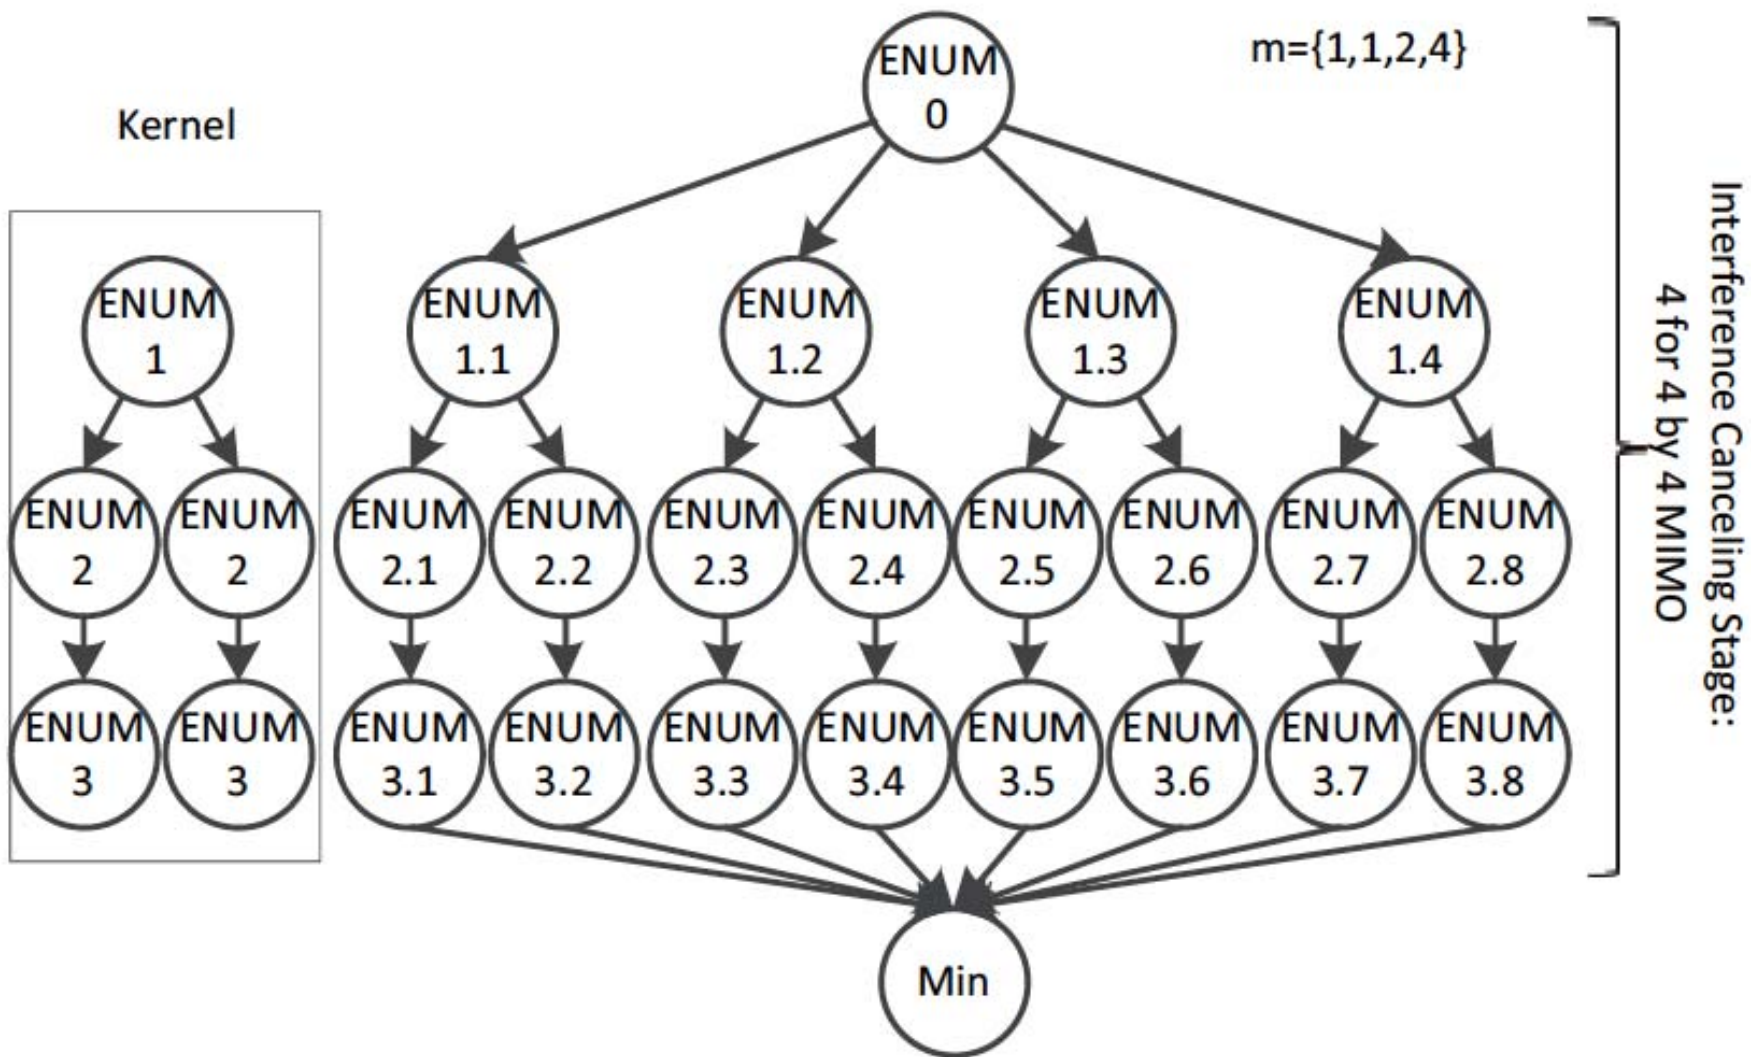 ENUM
0
m={1,1,2,4}
Kernel
ENUM
1
ENUM
1.1
ENUM
1.2
ENUM
1.3
ENUM
1.4
ENUM
2
ENUM
2
ENUM
2.1
ENUM
2.2
ENUM
2.3
ENUM
2.4
ENUM
2.5
ENUM
2.6
ENUM
2.7
ENUM
2.8
ENUM
3
ENUM
3
ENUM
3.1
ENUM
3.2
ENUM
3.3
ENUM
3.4
ENUM
3.5
ENUM
3.6
ENUM
3.7
ENUM
3.8
Min
Interference Canceling Stage:
4 for 4 by 4 MIMO